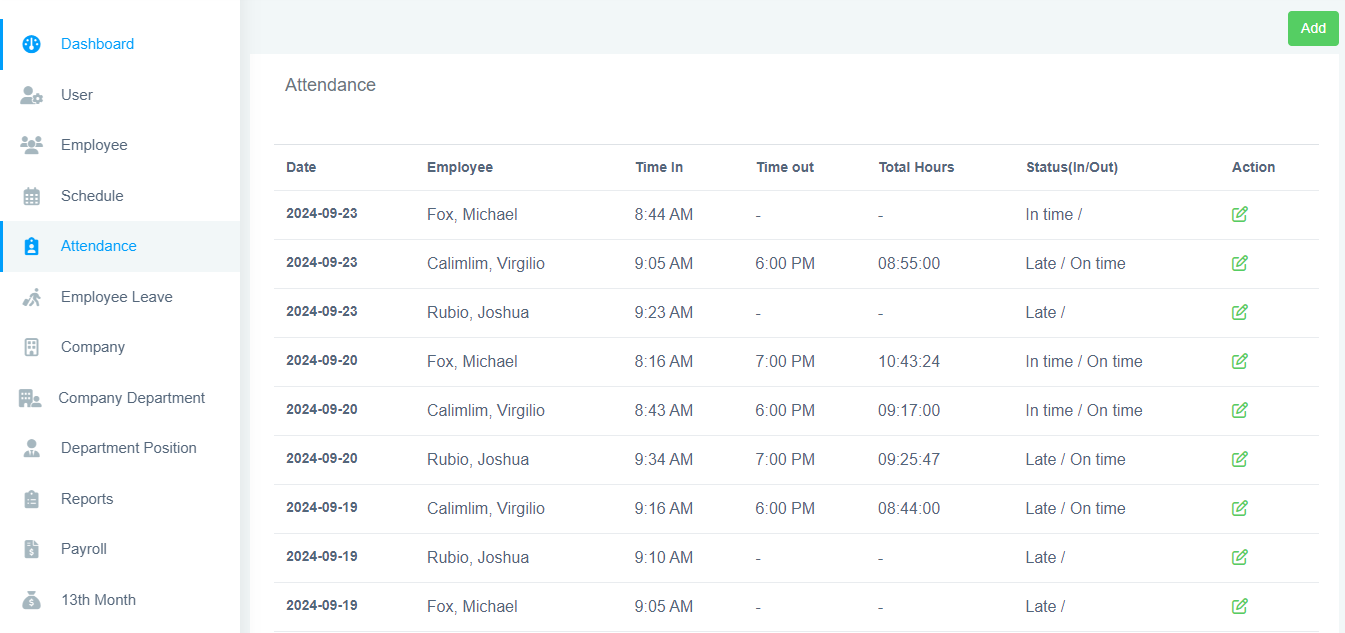 Add
Dashboard
User
Employee
Schedule
Attendance
Employee Leave
Company
Company Department
Department Position
Reports
Payroll
13th Month
Attendance
Date Employee Time In Time out Total Hours Status(In/Out) Action
2024-09-23 Fox, Michael 8:44 AM - - In time /
2024-09-23 Calimlim, Virgilio 9:05 AM 6:00 PM 08:55:00 Late / On time
2024-09-23 Rubio, Joshua 9:23 AM - - Late /
2024-09-20 Fox, Michael 8:16 AM 7:00 PM 10:43:24 In time / On time
2024-09-20 Calimlim, Virgilio 8:43 AM 6:00 PM 09:17:00 In time / On time
2024-09-20 Rubio, Joshua 9:34 AM 7:00 PM 09:25:47 Late / On time
2024-09-19 Calimlim, Virgilio 9:16 AM 6:00 PM 08:44:00 Late / On time
2024-09-19 Rubio, Joshua 9:10 AM - - Late /
2024-09-19 Fox, Michael 9:05 AM - - Late /